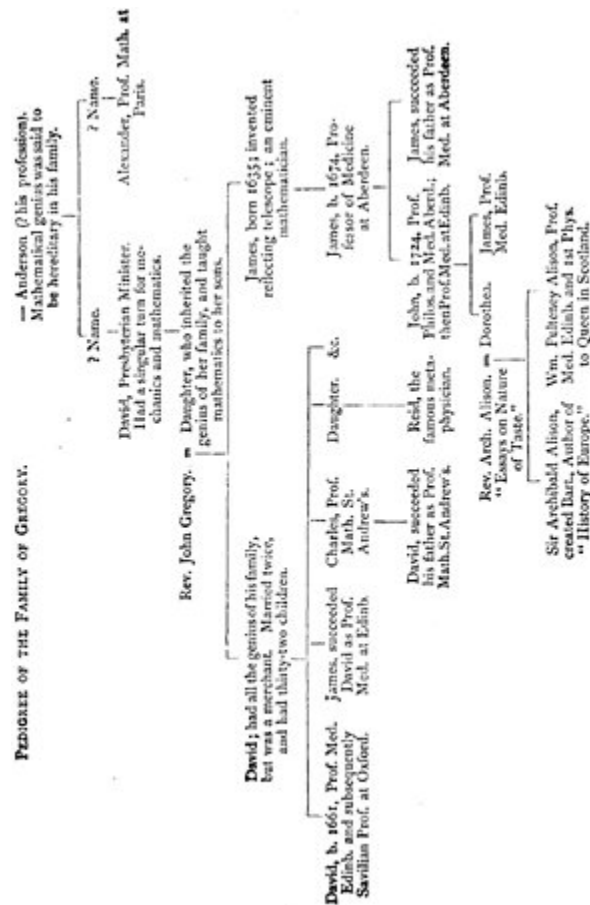 PEDIGREE OF THE FAMILY OF GREGORY.
— Anderson (? his profession).
Mathematical genius was said to
be hereditary in his family.
? Name.
? Name.
David, Presbyterian Minister.
Had a singular turn for me-
chanics and mathematics.
Alexander, Prof. Math. at
Paris.
Rev. John Gregory. = Daughter, who inherited the
genius of her family, and taught
mathematics to her sons.
David; had all the genius of his family,
but was a merchant. Married twice,
and had thirty-two children.
James, born 1635; invented
reflecting telescope; an eminent
mathematician.
David, b. 1661, Prof. Med.
Edinb. and subsequently
Savilian Prof. at Oxford.
James, succeeded
David as Prof.
Med. at Edinb.
Charles, Prof.
Math. St.
Andrew's.
Daughter. &c.
James, b. 1674, Pro-
fessor of Medicine
at Aberdeen.
David, succeeded
his father as Prof.
Math. St. Andrew's.
Reid, the
famous meta-
physician.
John, b. 1724, Prof.
Philos. and Med. Aberd.;
then Prof. Med. at Edinb.
James, succeeded
his father as Prof.
Med. at Aberdeen.
Rev. Arch. Alison. = Dorothea.
"Essays on Nature
of Taste."
James, Prof.
Med. Edinb.
Sir Archibald Alison,
created Bart., Author of
"History of Europe."
Wm. Pulteney Alison, Prof.
Med. Edinb. and 1st Phys.
to Queen in Scotland.